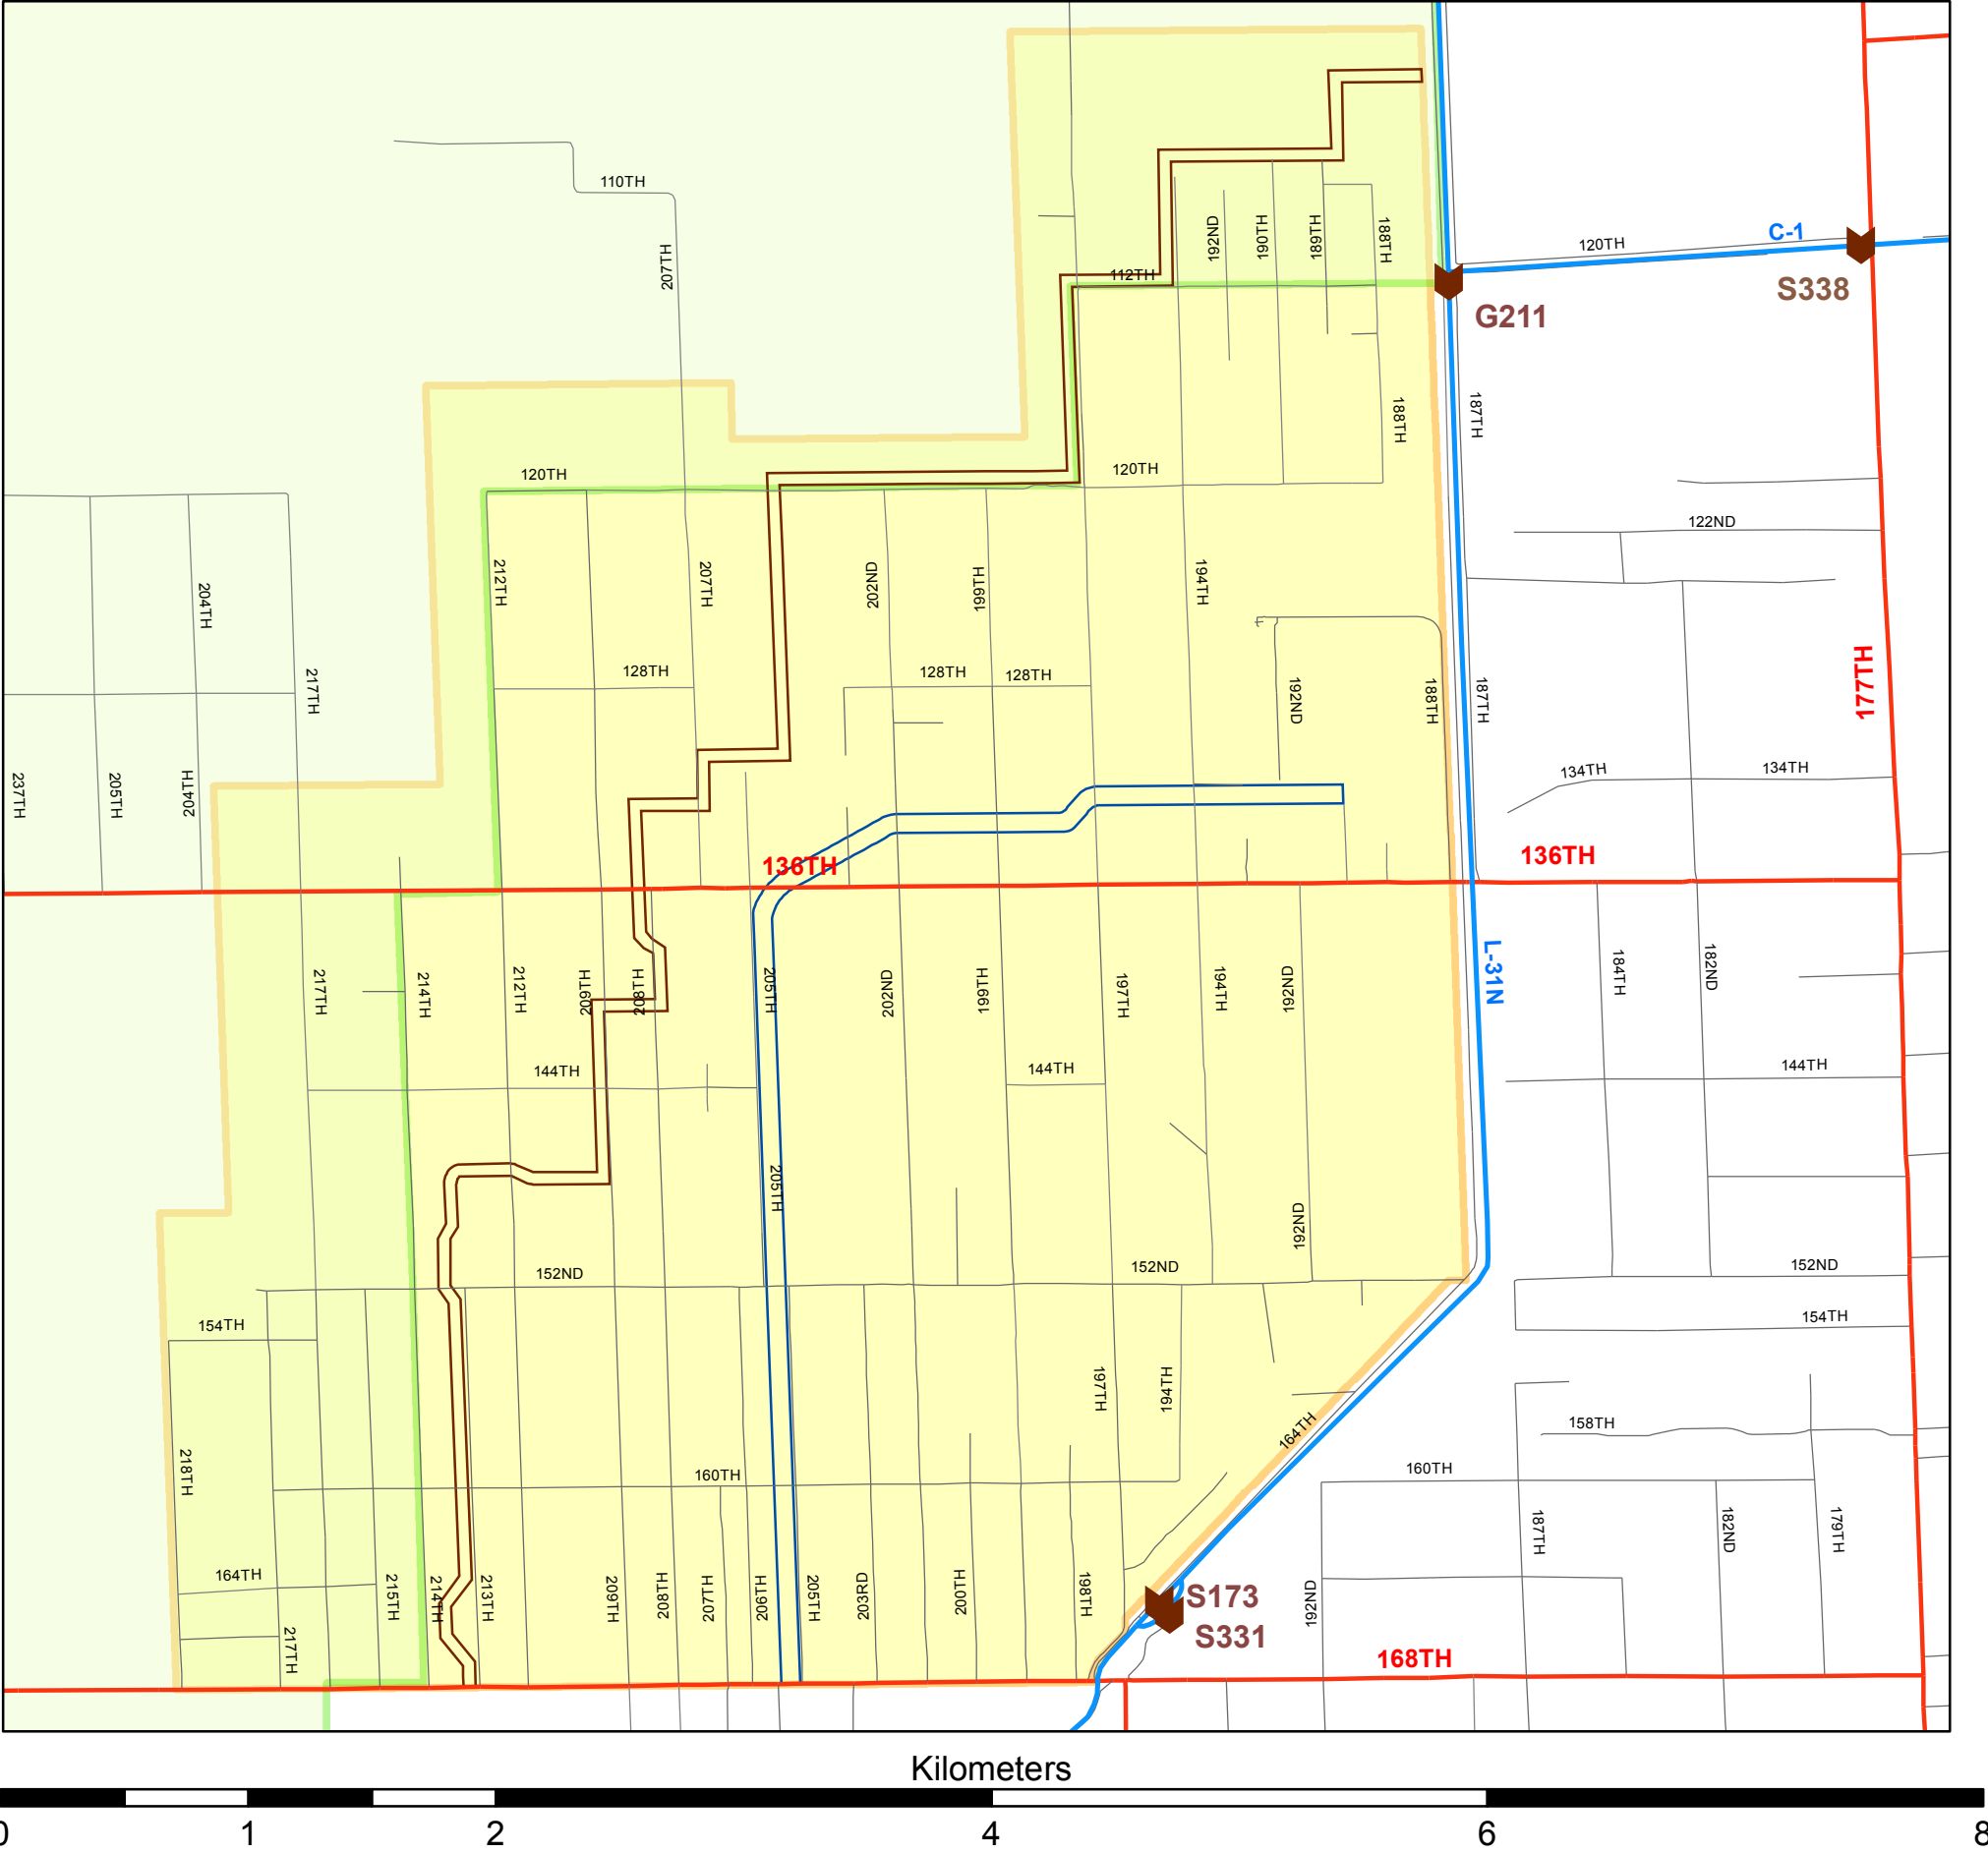 110TH
207TH
192ND
190TH
189TH
188TH
120TH
C-1
S338
112TH
G211
188TH
187TH
120TH
120TH
122ND
212TH
207TH
202ND
199TH
194TH
204TH
217TH
128TH
128TH
128TH
192ND
188TH
187TH
177TH
237TH
205TH
204TH
134TH
134TH
136TH
136TH
217TH
214TH
212TH
209TH
208TH
205TH
202ND
199TH
197TH
194TH
192ND
L-31N
184TH
182ND
144TH
144TH
144TH
205TH
192ND
152ND
152ND
152ND
154TH
154TH
197TH
194TH
164TH
158TH
218TH
160TH
160TH
187TH
182ND
179TH
164TH
217TH
215TH
214TH
213TH
209TH
208TH
207TH
206TH
205TH
203RD
200TH
198TH
S173
S331
192ND
168TH
Kilometers
0 1 2 4 6 8